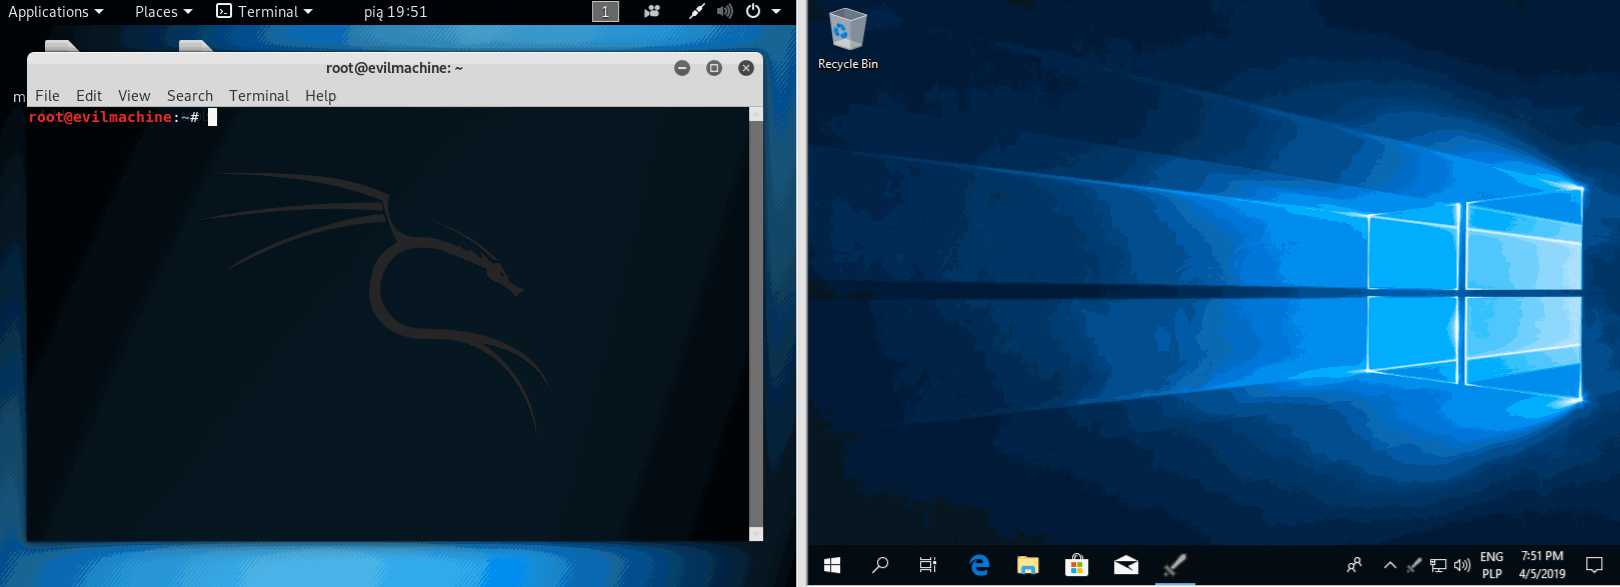 Applications Places Terminal pią 19:51 1
root@evilmachine: ~
File Edit View Search Terminal Help
root@evilmachine:~#
Recycle Bin
ENG 7:51 PM
PLP 4/5/2019